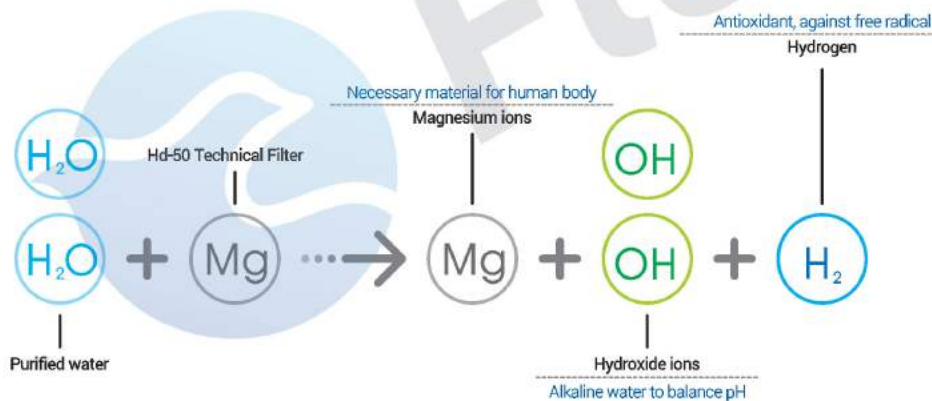 Antioxidant, against free radical
Hydrogen
Necessary material for human body
Magnesium ions
Hd-50 Technical Filter
H₂O
OH
H₂O + Mg ····→ Mg + OH + H₂
Purified water
Hydroxide ions
Alkaline water to balance pH